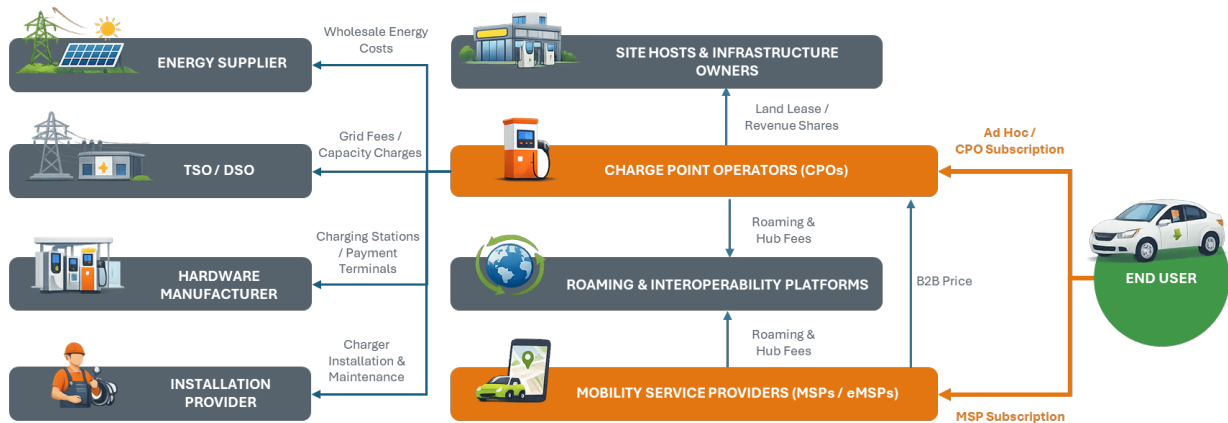 Wholesale Energy
Costs
ENERGY SUPPLIER
SITE HOSTS & INFRASTRUCTURE
OWNERS
Grid Fees /
Capacity Charges
TSO / DSO
Land Lease /
Revenue Shares
CHARGE POINT OPERATORS (CPOs)
Ad Hoc /
CPO Subscription
Charging Stations
/ Payment
Terminals
HARDWARE
MANUFACTURER
Roaming &
Hub Fees
ROAMING & INTEROPERABILITY PLATFORMS
B2B Price
END USER
Charger
Installation &
Maintenance
INSTALLATION
PROVIDER
Roaming &
Hub Fees
MOBILITY SERVICE PROVIDERS (MSPs / eMSPs)
MSP Subscription